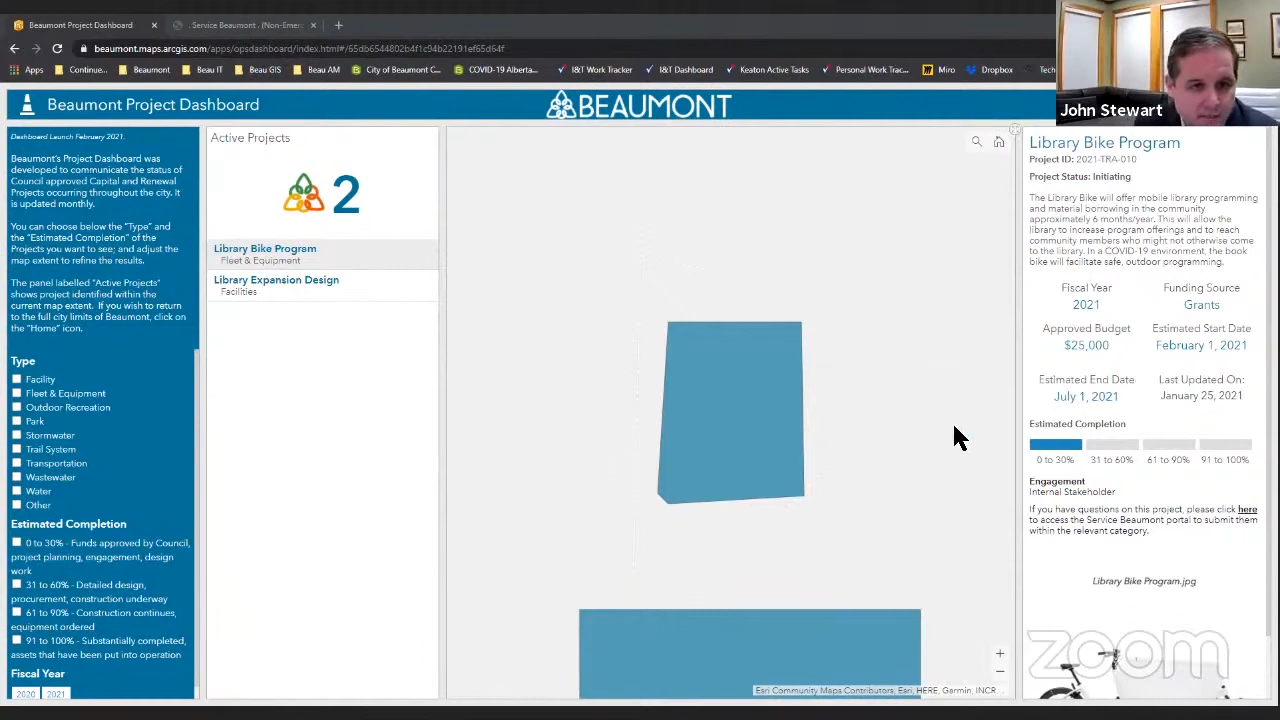 Beaumont Project Dashboard
Service Beaumont . (Non-Emer
beaumont.maps.arcgis.com/apps/opsdashboard/index.html#/65db6544802b4f1c94b22191ef65d64f
Apps
Continue...
Beaumont
Beau IT
Beau GIS
Beau AM
City of Beaumont C...
COVID-19 Alberta...
I&T Work Tracker
I&T Dashboard
Keaton Active Tasks
Personal Work Trac...
Miro
Dropbox
Tech
John Stewart
Beaumont Project Dashboard
BEAUMONT
Dashboard Launch February 2021.
Beaumont's Project Dashboard was
developed to communicate the status of
Council approved Capital and Renewal
Projects occurring throughout the city. It
is updated monthly.
You can choose below the "Type" and
the "Estimated Completion" of the
Projects you want to see; and adjust the
map extent to refine the results.
The panel labelled "Active Projects"
shows project identified within the
current map extent. If you wish to return
to the full city limits of Beaumont, click on
the "Home" icon.
Type
Facility
Fleet & Equipment
Outdoor Recreation
Park
Stormwater
Trail System
Transportation
Wastewater
Water
Other
Estimated Completion
0 to 30% - Funds approved by Council,
project planning, engagement, design
work
31 to 60% - Detailed design,
procurement, construction underway
61 to 90% - Construction continues,
equipment ordered
91 to 100% - Substantially completed,
assets that have been put into operation
Fiscal Year
2020 2021
Active Projects
2
Library Bike Program
Fleet & Equipment
Library Expansion Design
Facilities
Esri Community Maps Contributors, Esri, HERE, Garmin, INCR...
Library Bike Program
Project ID: 2021-TRA-010
Project Status: Initiating
The Library Bike will offer mobile library programming
and material borrowing in the community
approximately 6 months/year. This will allow the
library to increase program offerings and to reach
community members who might not otherwise come
to the library. In a COVID-19 environment, the book
bike will facilitate safe, outdoor programming.
Fiscal Year
2021
Funding Source
Grants
Approved Budget
$25,000
Estimated Start Date
February 1, 2021
Estimated End Date
July 1, 2021
Last Updated On:
January 25, 2021
Estimated Completion
0 to 30% 31 to 60% 61 to 90% 91 to 100%
Engagement
Internal Stakeholder
If you have questions on this project, please click here
to access the Service Beaumont portal to submit them
within the relevant category.
Library Bike Program.jpg
zoom